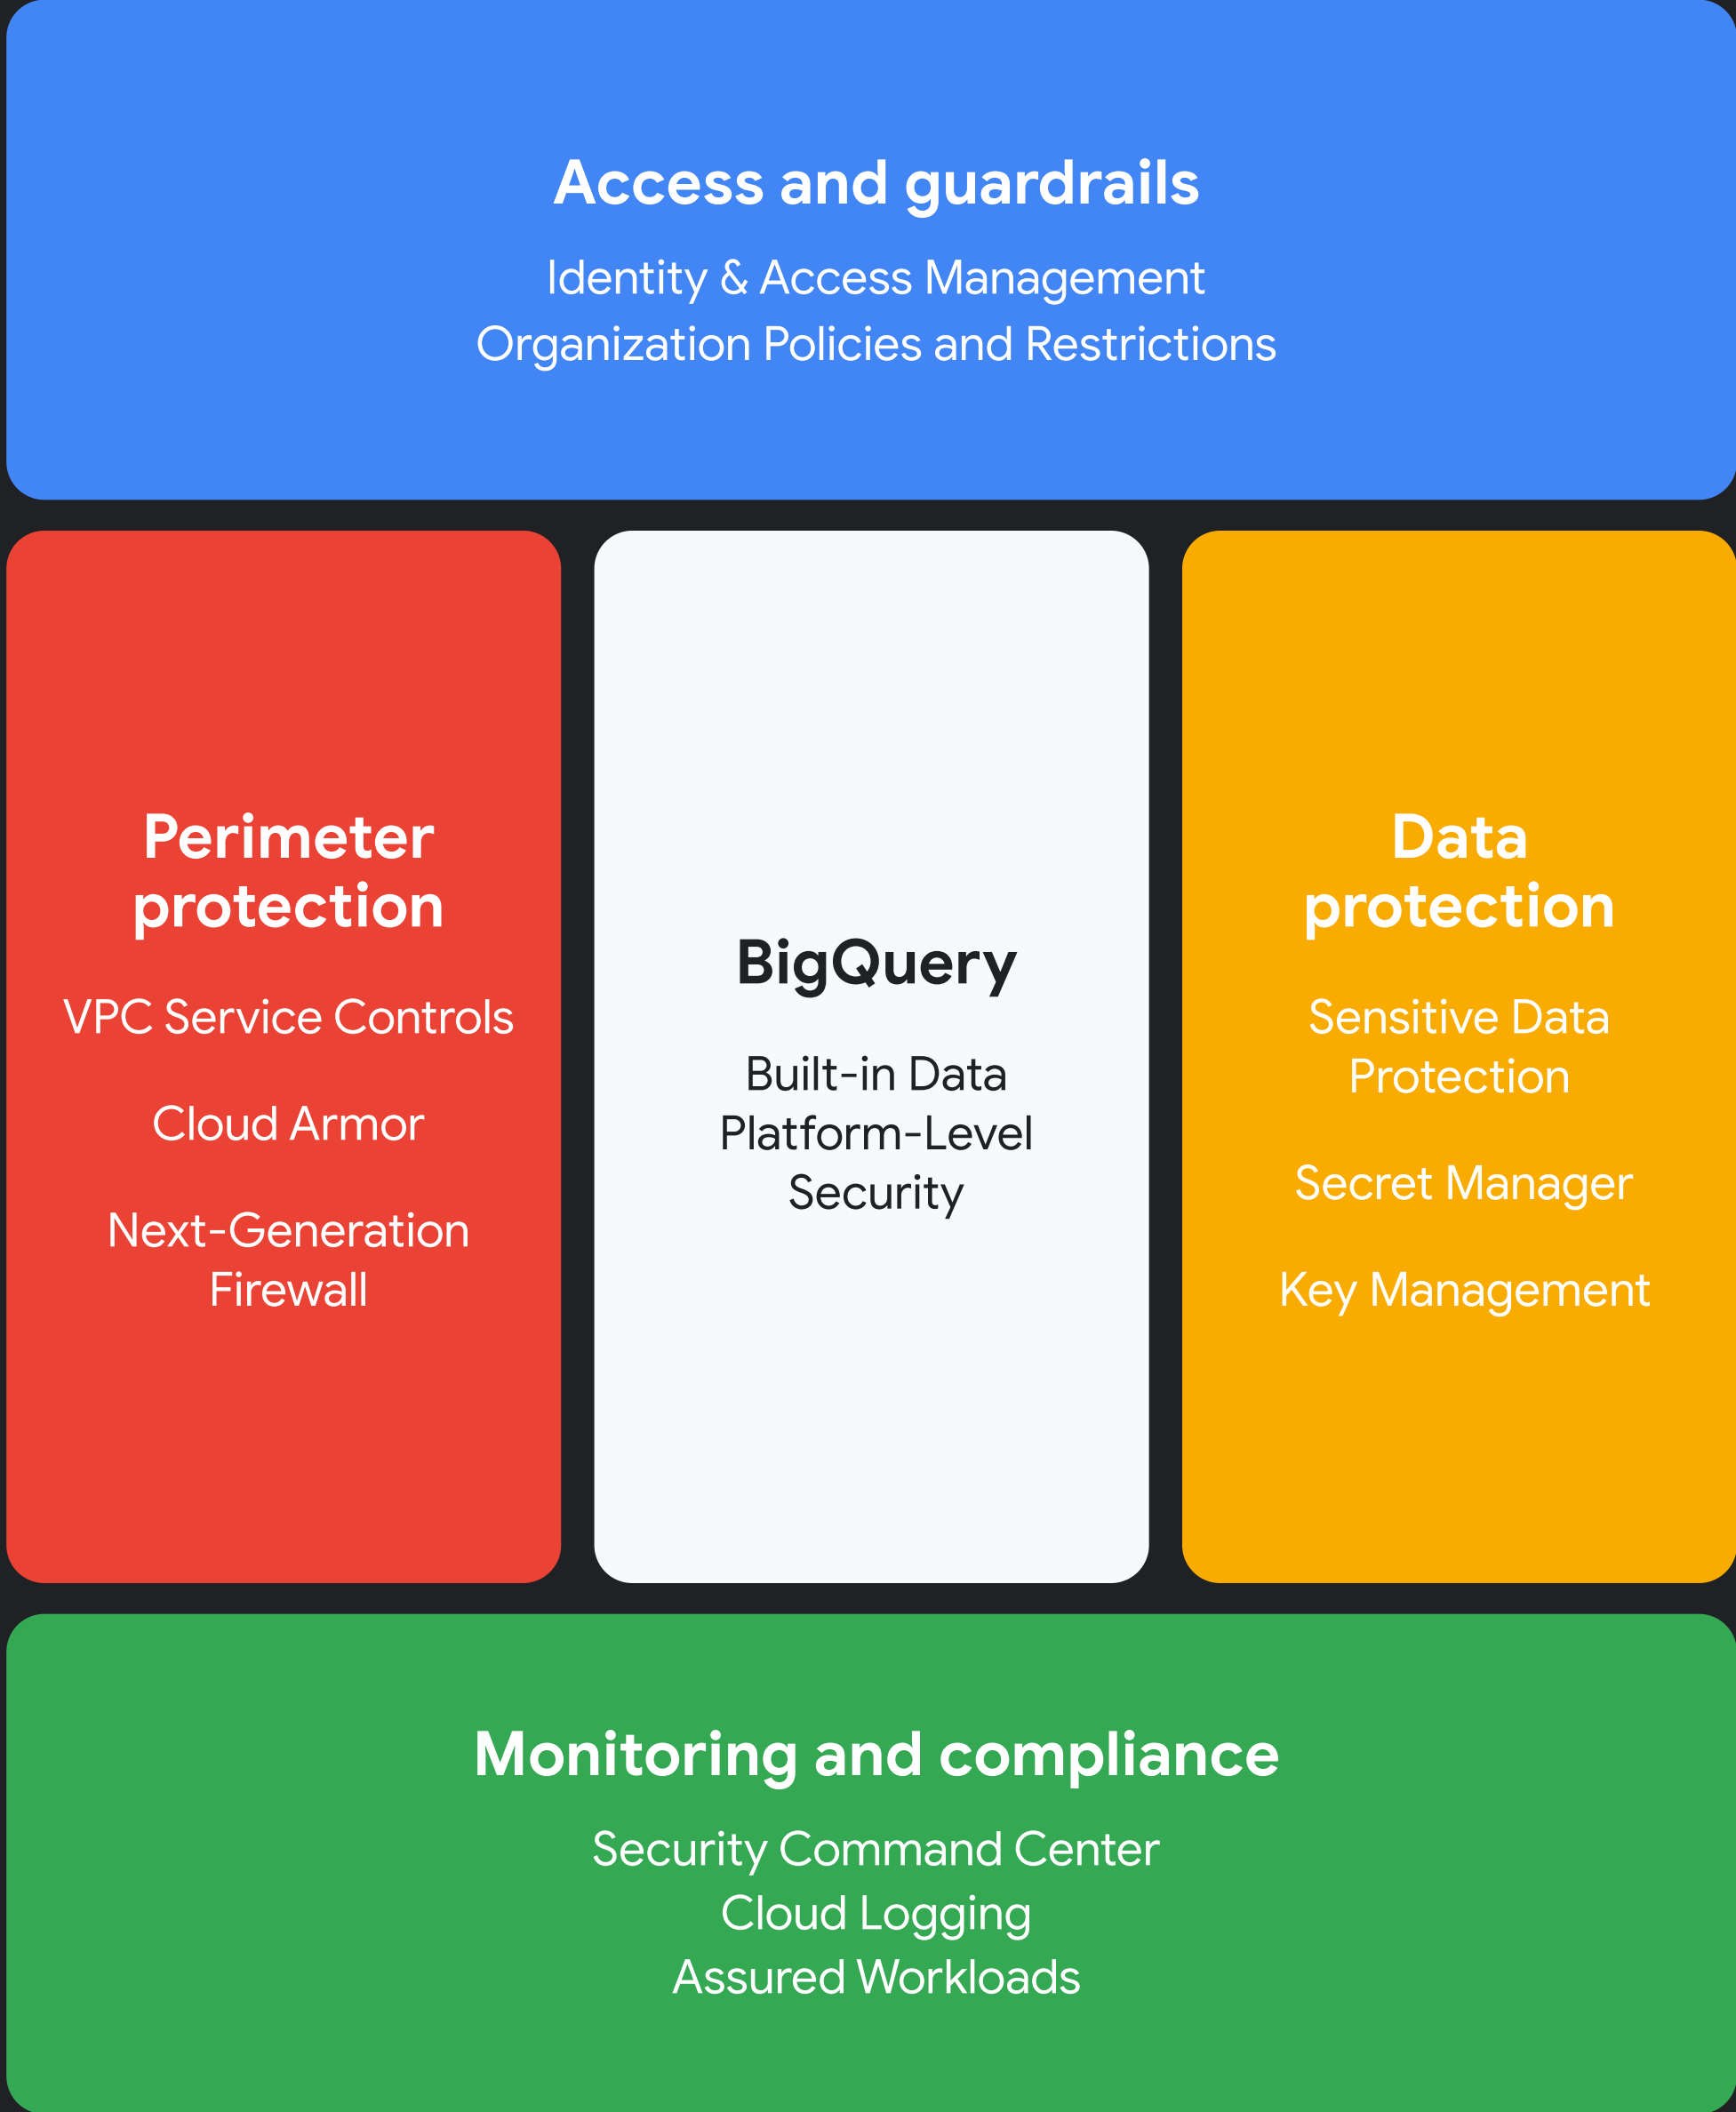 Access and guardrails
Identity & Access Management
Organization Policies and Restrictions
Perimeter
protection
VPC Service Controls
Cloud Armor
Next-Generation
Firewall
BigQuery
Built-in Data
Platform-Level
Security
Data
protection
Sensitive Data
Protection
Secret Manager
Key Management
Monitoring and compliance
Security Command Center
Cloud Logging
Assured Workloads